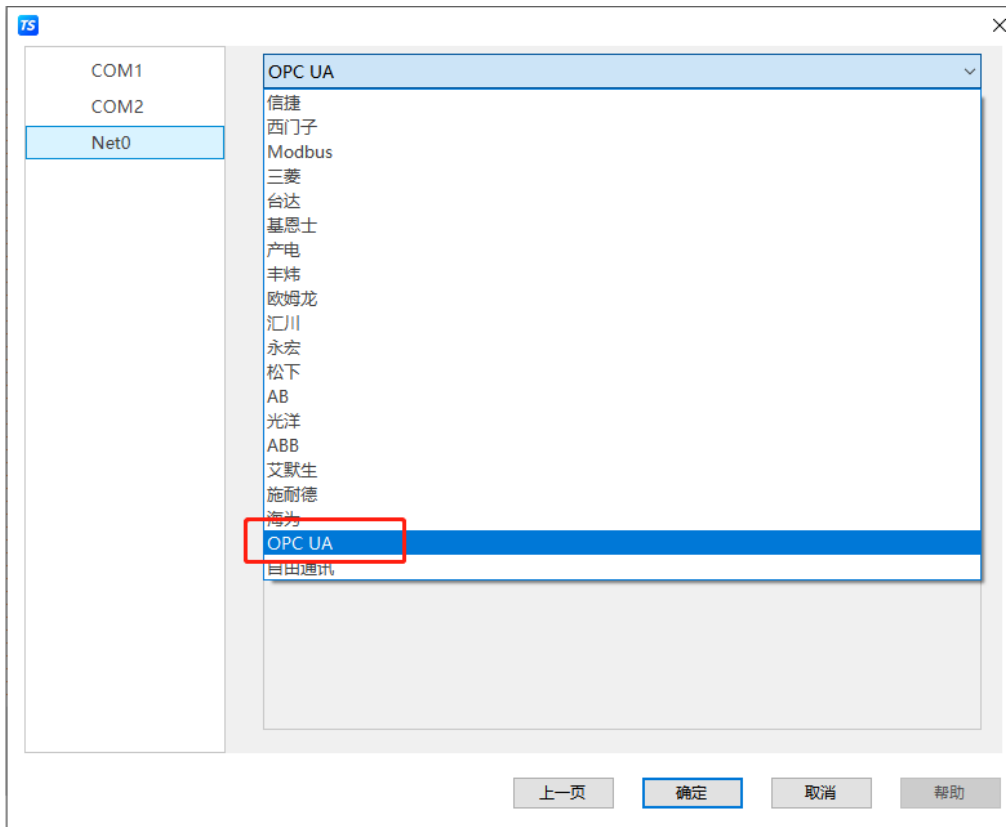 TS
COM1
COM2
Net0
OPC UA
信捷
西门子
Modbus
三菱
台达
基恩士
产电
丰炜
欧姆龙
汇川
永宏
松下
AB
光洋
ABB
艾默生
施耐德
海为
OPC UA
自由通讯
上一页
确定
取消
帮助